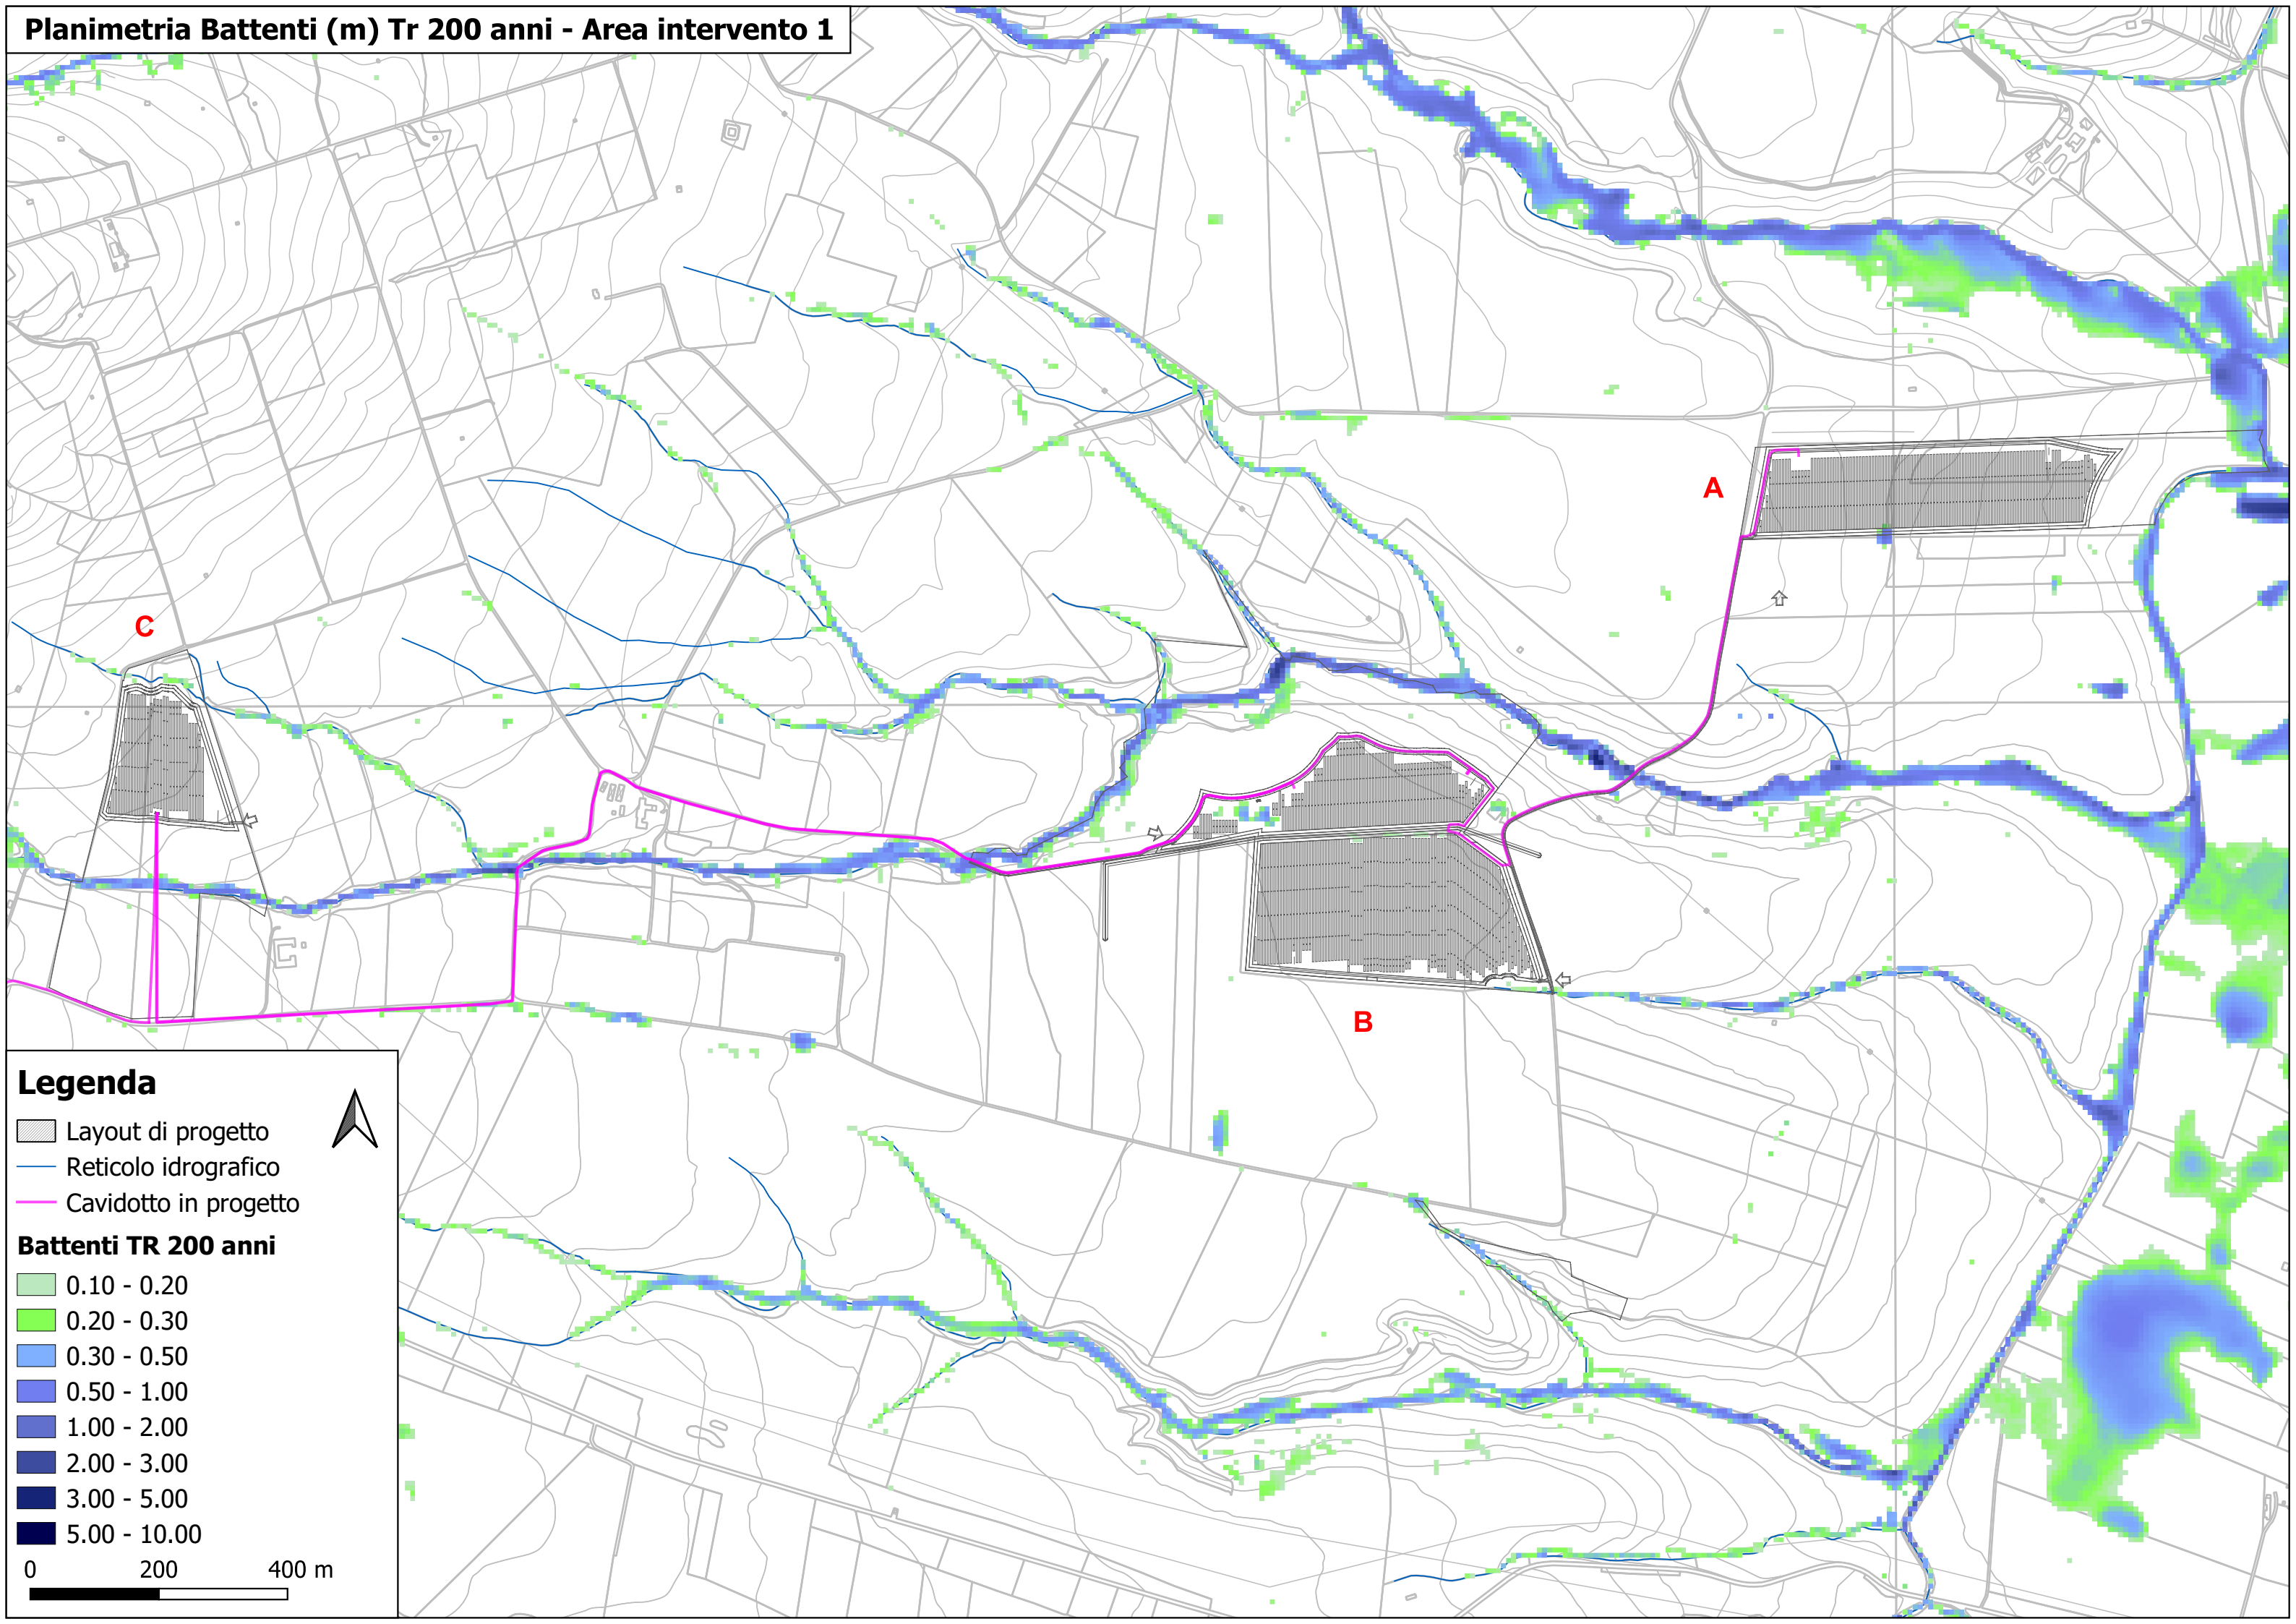 Planimetria Battenti (m) Tr 200 anni - Area intervento 1
A
C
B
Legenda
Layout di progetto
Reticolo idrografico
Cavidotto in progetto
Battenti TR 200 anni
0.10 - 0.20
0.20 - 0.30
0.30 - 0.50
0.50 - 1.00
1.00 - 2.00
2.00 - 3.00
3.00 - 5.00
5.00 - 10.00
0 200 400 m